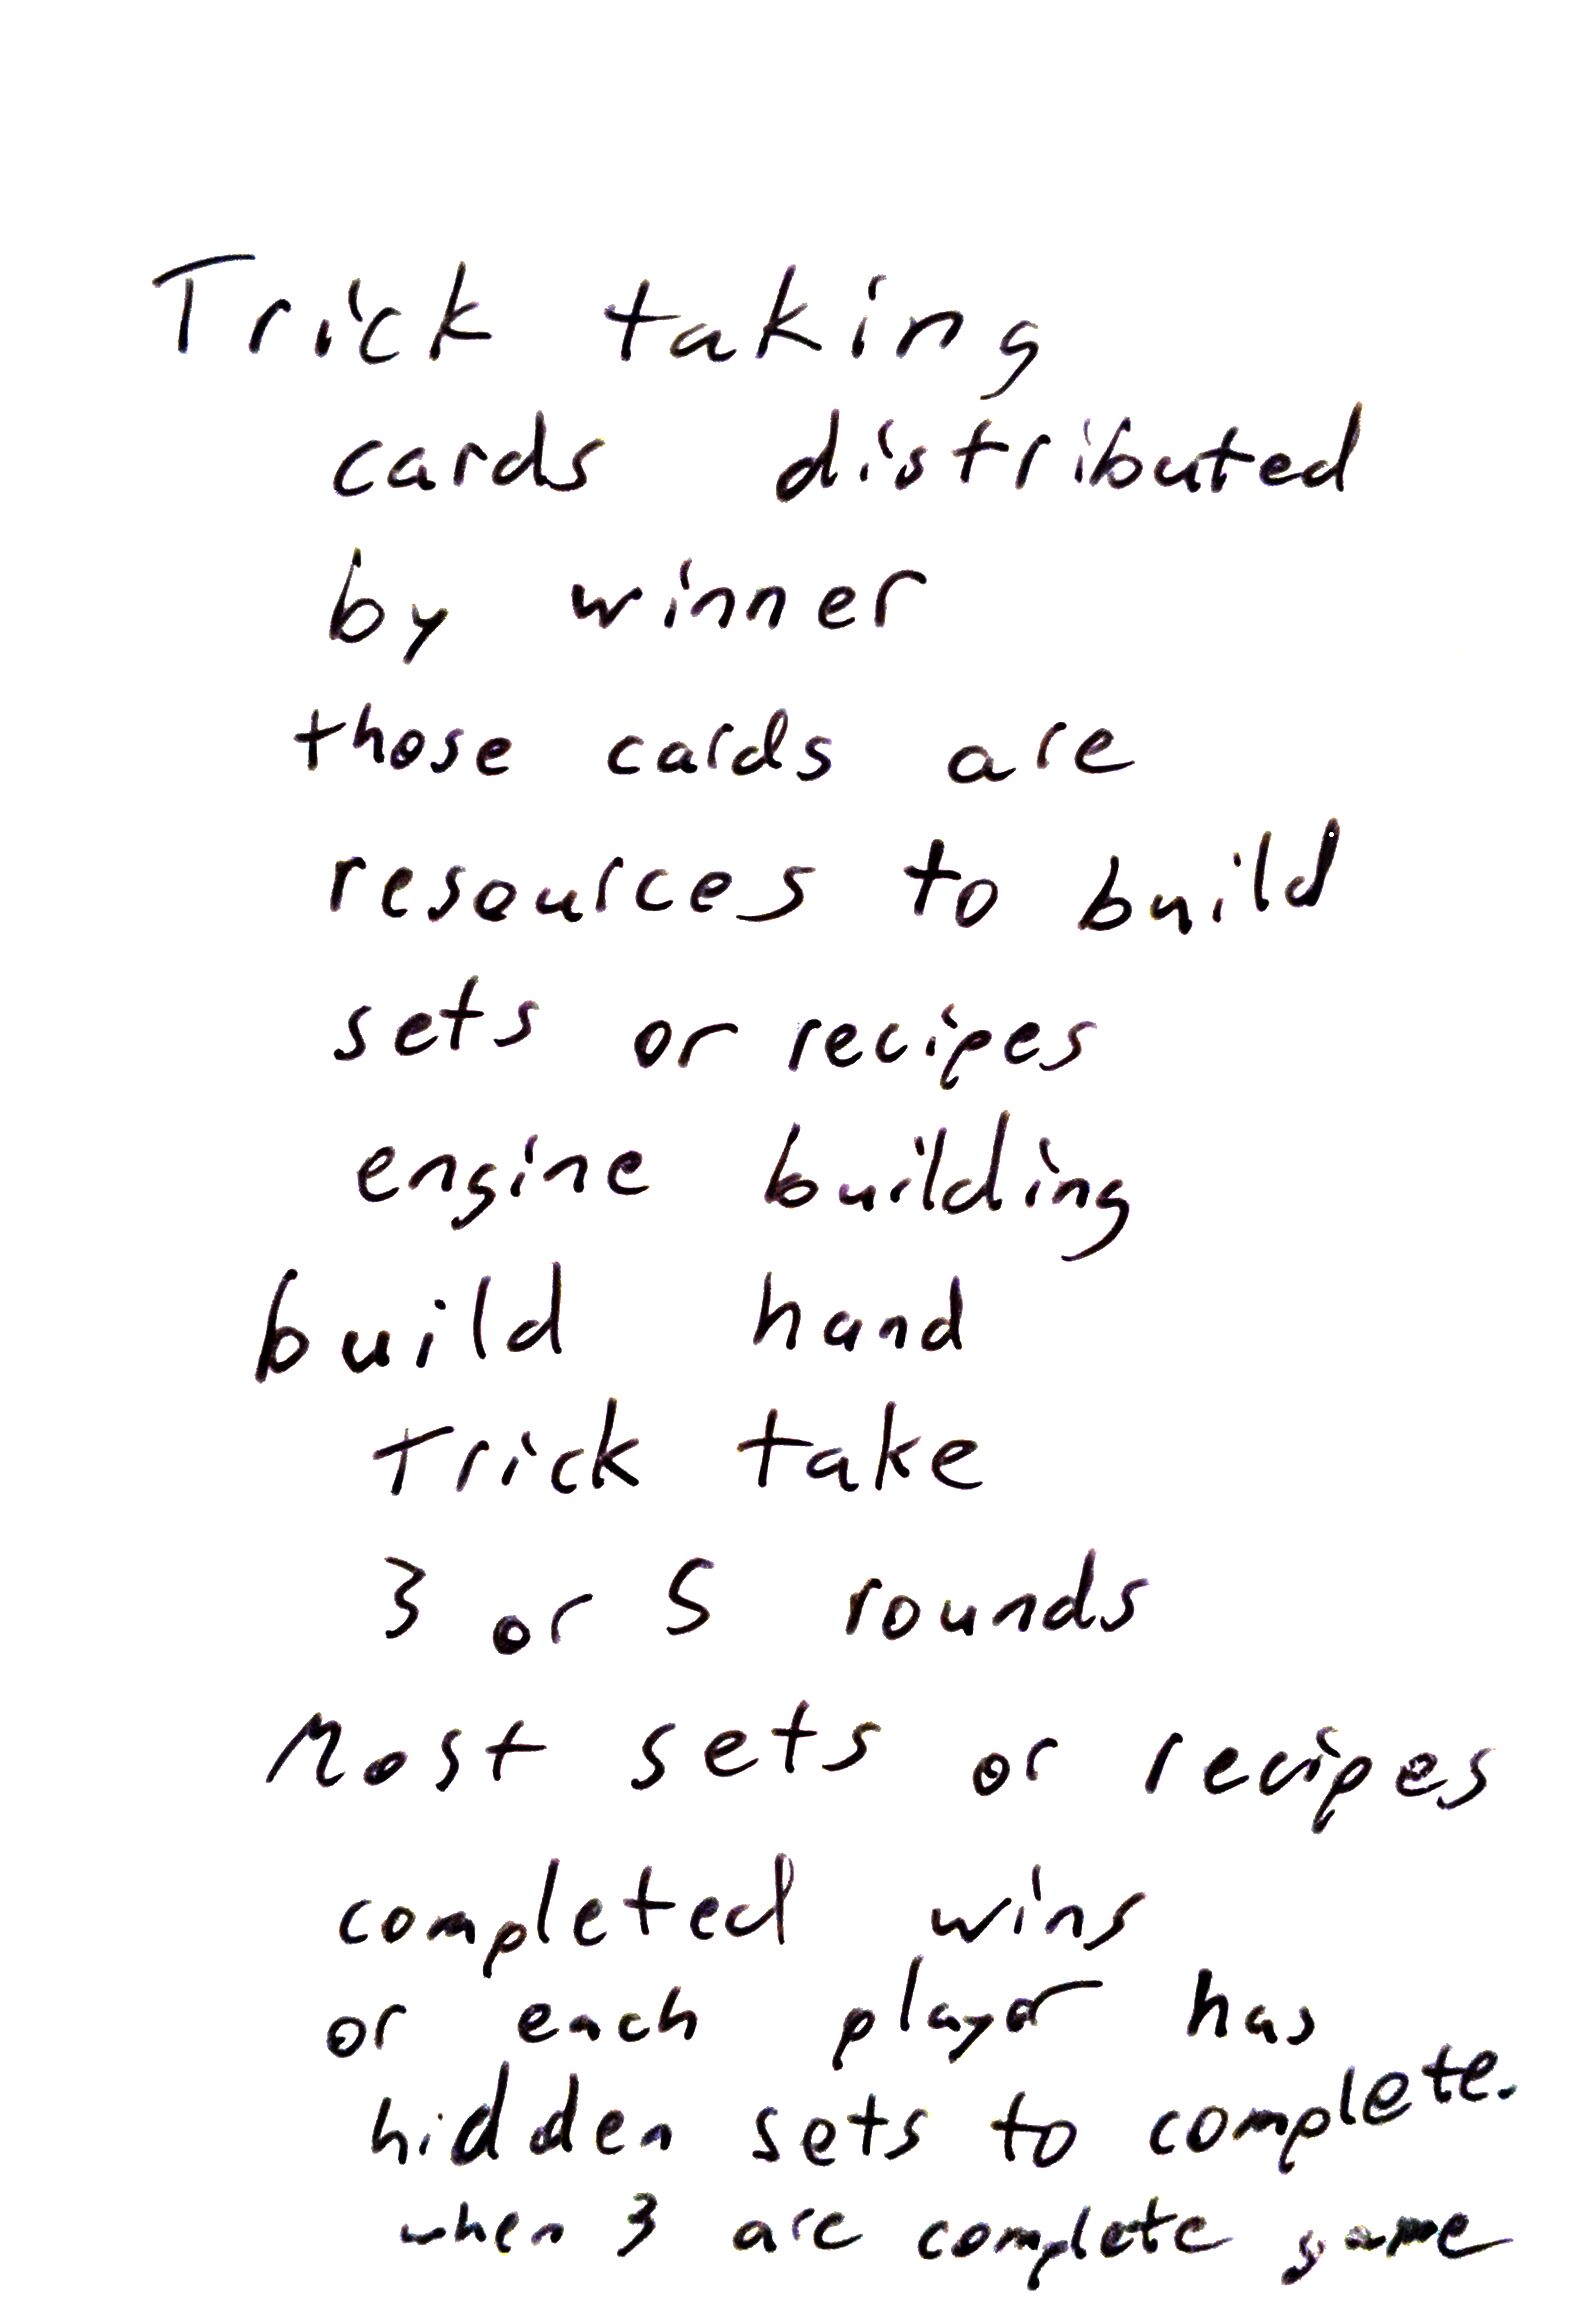 Trick taking
cards distributed
by winner
those cards are
resources to build
sets or recipes
engine building
build hand
Trick take
3 or 5 rounds
Most sets or recipes
completed wins
or each player has
hidden sets to complete.
when 3 are complete game